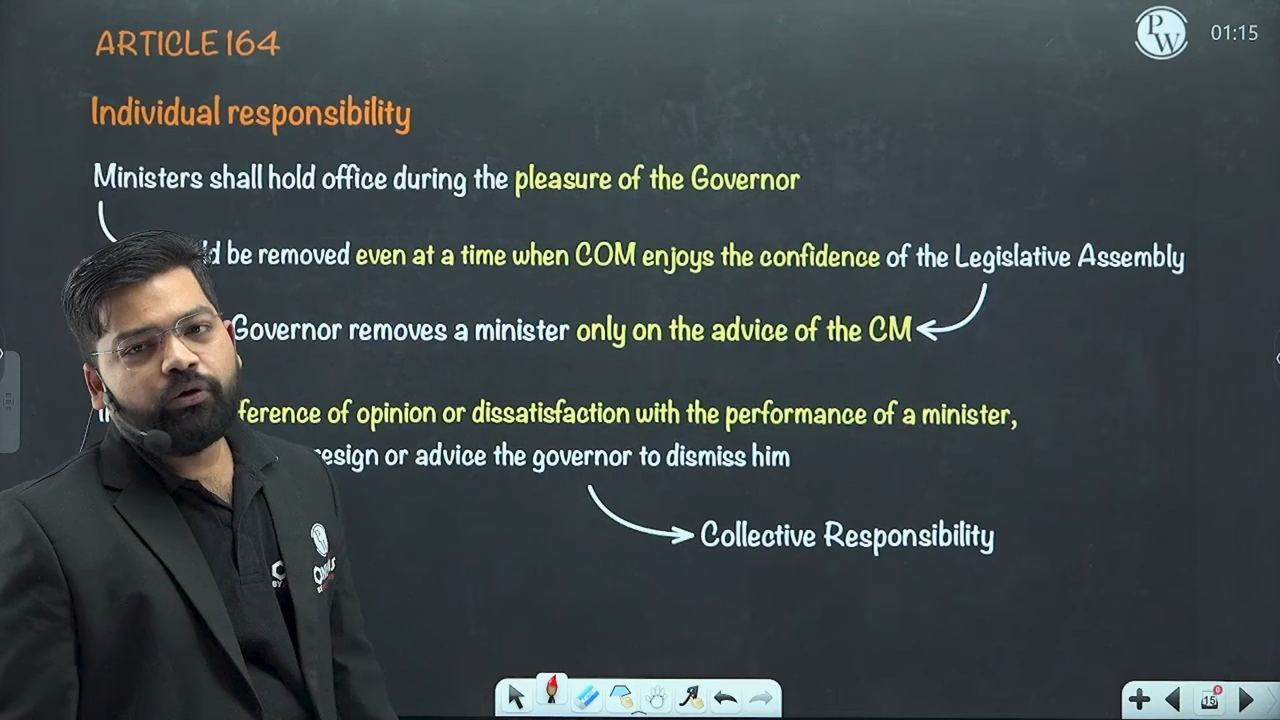 ARTICLE 164
PW
01:15
Individual responsibility
Ministers shall hold office during the pleasure of the Governor
be removed even at a time when COM enjoys the confidence of the Legislative Assembly
Governor removes a minister only on the advice of the CM
of opinion or dissatisfaction with the performance of a minister,
or advice the governor to dismiss him
Collective Responsibility
PW
15